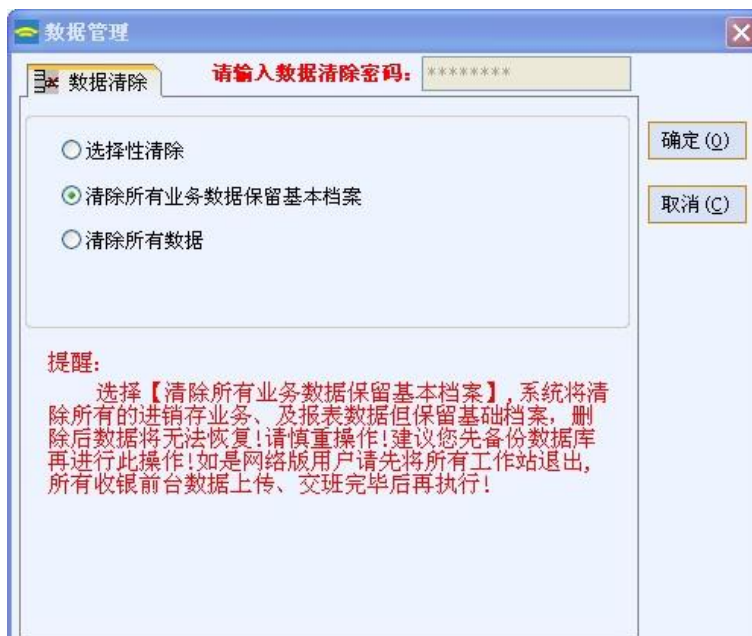 数据管理
数据清除
请输入数据清除密码:
********
选择性清除
确定(O)
清除所有业务数据保留基本档案
取消(C)
清除所有数据
提醒:
选择【清除所有业务数据保留基本档案】,系统将清
除所有的进销存业务、及报表数据但保留基础档案，删
除后数据将无法恢复!请慎重操作!建议您先备份数据库
再进行此操作!如是网络版用户请先将所有工作站退出,
所有收银前台数据上传、交班完毕后再执行!